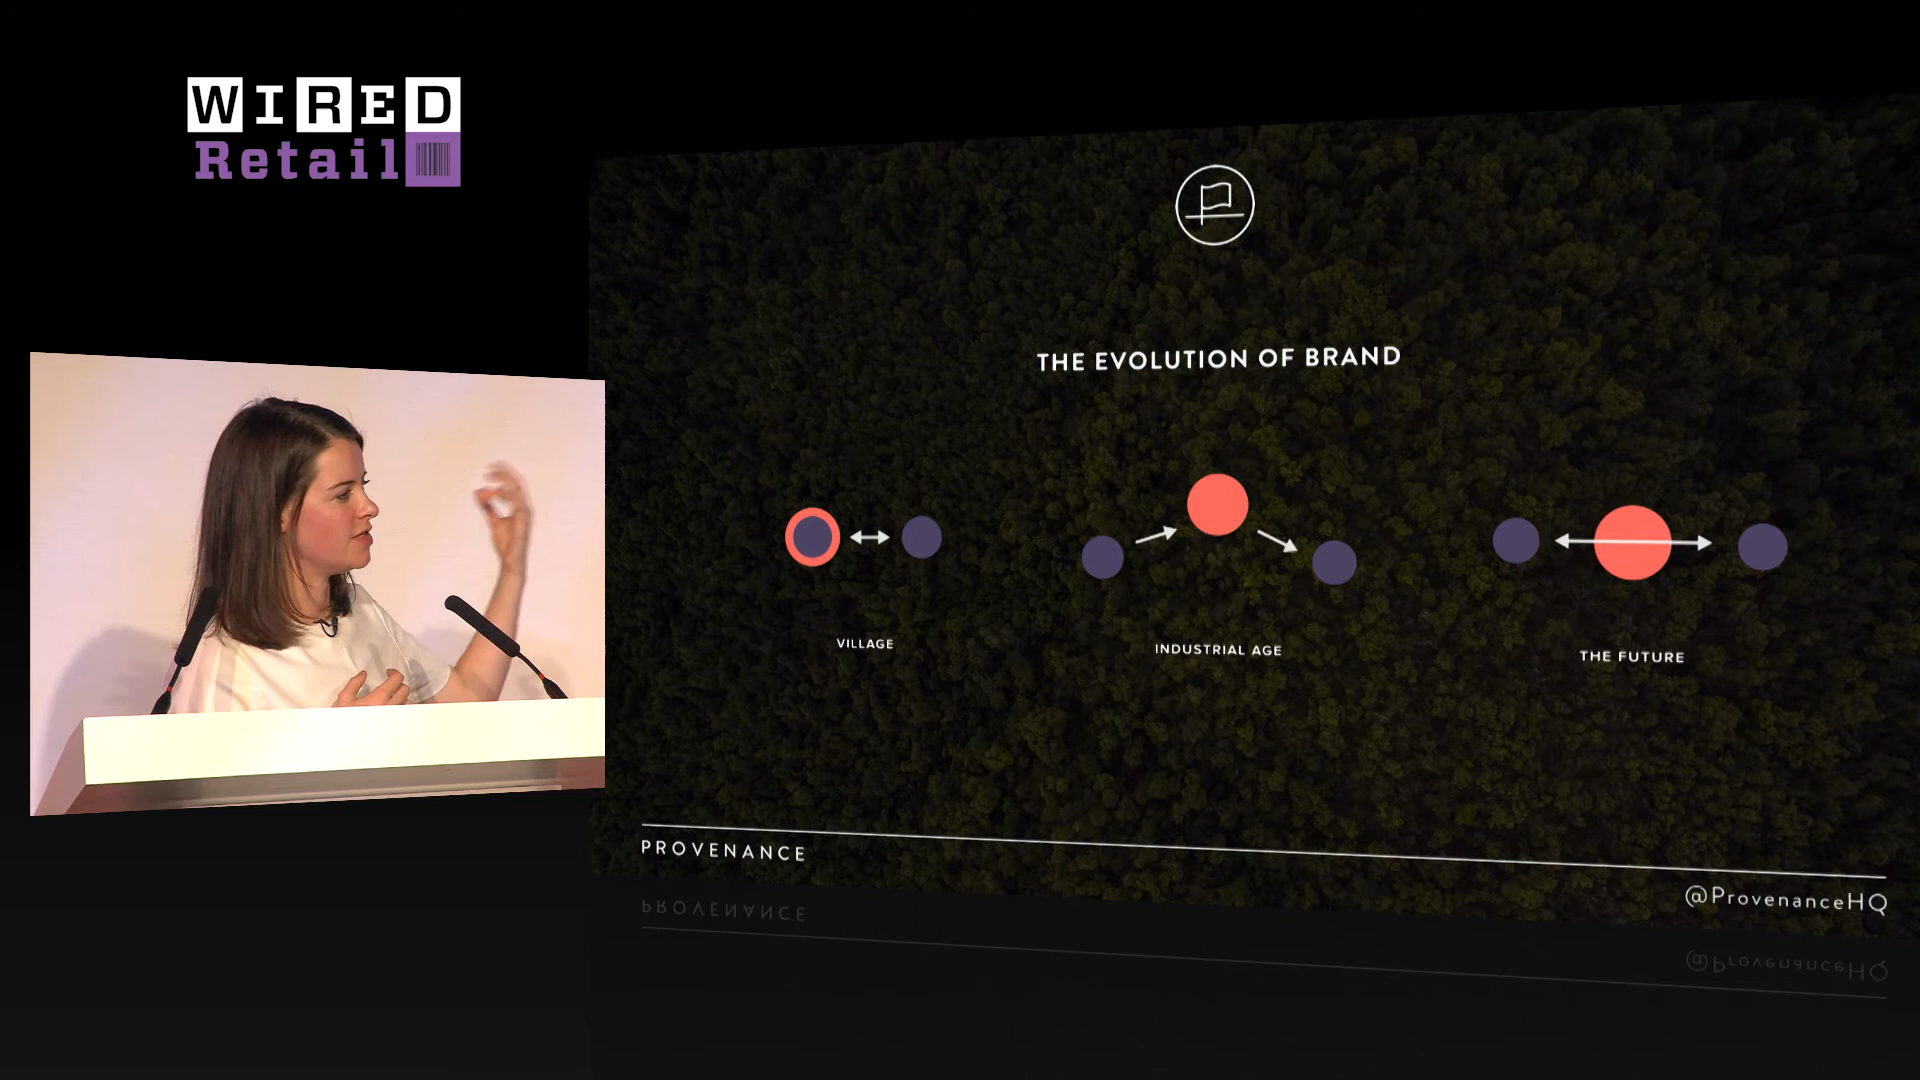 WIRED
Retail
THE EVOLUTION OF BRAND
VILLAGE
INDUSTRIAL AGE
THE FUTURE
PROVENANCE
@ProvenanceHQ